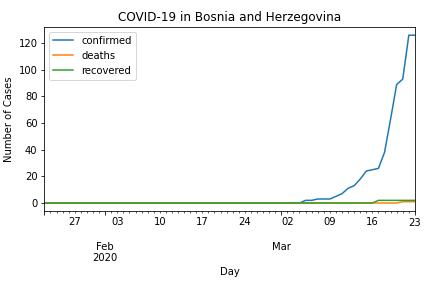 COVID-19 in Bosnia and Herzegovina
confirmed
deaths
recovered
Number of Cases
120
100
80
60
40
20
0
27 03 10 17 24 02 09 16 23
Feb Mar
2020
Day